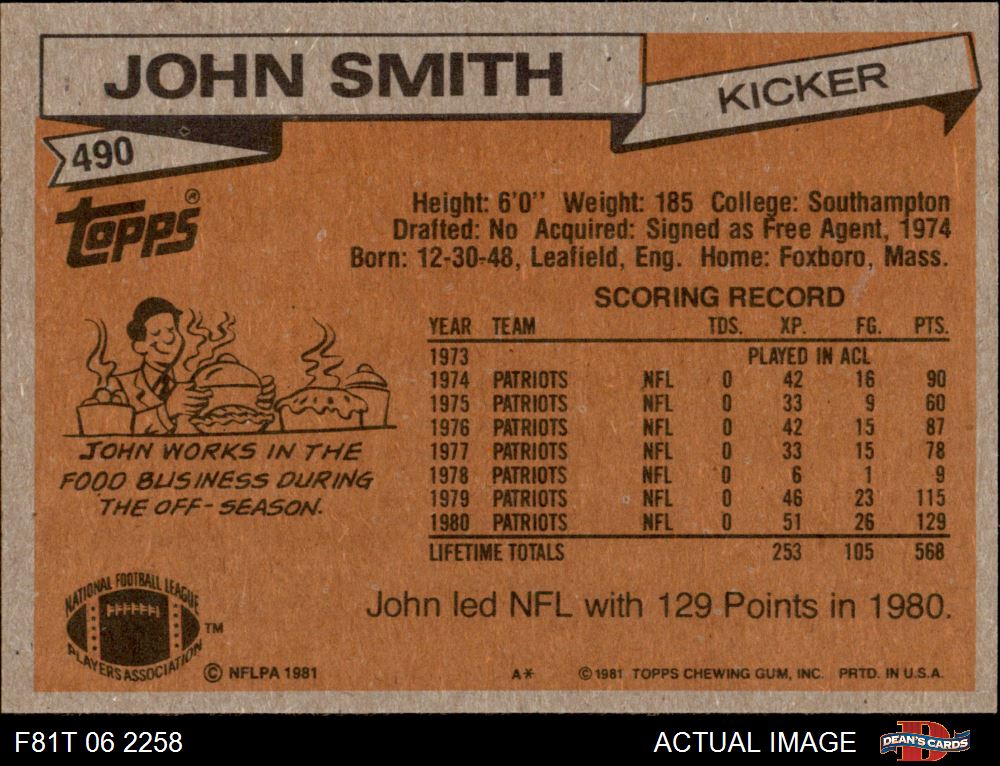 JOHN SMITH
KICKER
490
topps®
Height: 6'0" Weight: 185 College: Southampton
Drafted: No Acquired: Signed as Free Agent, 1974
Born: 12-30-48, Leafield, Eng. Home: Foxboro, Mass.
SCORING RECORD
YEAR TEAM TDS. XP. FG. PTS.
1973 PLAYED IN ACL
1974 PATRIOTS NFL 0 42 16 90
1975 PATRIOTS NFL 0 33 9 60
1976 PATRIOTS NFL 0 42 15 87
1977 PATRIOTS NFL 0 33 15 78
1978 PATRIOTS NFL 0 6 1 9
1979 PATRIOTS NFL 0 46 23 115
1980 PATRIOTS NFL 0 51 26 129
LIFETIME TOTALS 253 105 568
JOHN WORKS IN THE
FOOD BUSINESS DURING
THE OFF-SEASON.
John led NFL with 129 Points in 1980.
NATIONAL FOOTBALL LEAGUE
PLAYERS ASSOCIATION
TM
© NFLPA 1981
A*
© 1981 TOPPS CHEWING GUM, INC. PRTD. IN U.S.A.
F81T 06 2258
ACTUAL IMAGE
D
DEAN'S CARDS